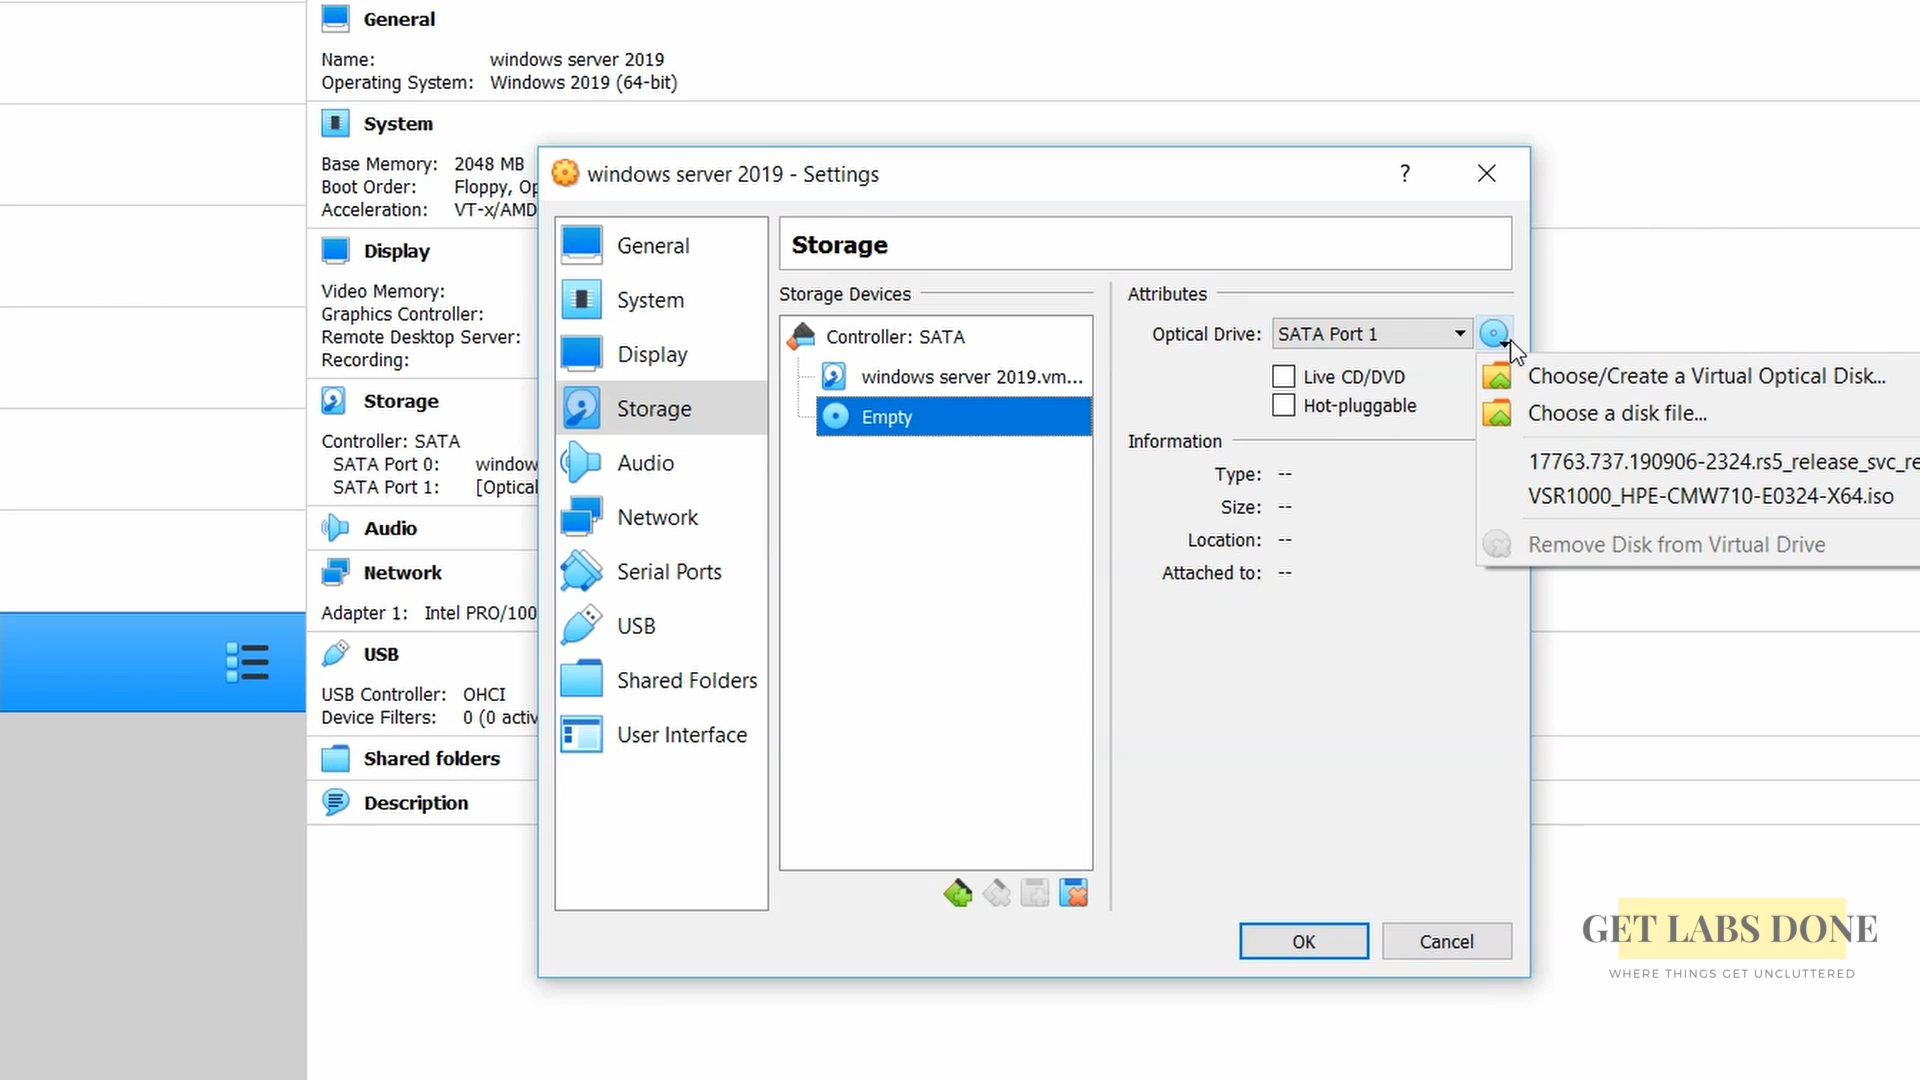 General
Name: windows server 2019
Operating System: Windows 2019 (64-bit)
System
Base Memory: 2048 MB
Boot Order: Floppy, Op
Acceleration: VT-x/AMD
Display
Video Memory:
Graphics Controller:
Remote Desktop Server:
Recording:
Storage
Controller: SATA
SATA Port 0: window
SATA Port 1: [Optical
Audio
Network
Adapter 1: Intel PRO/100
USB
USB Controller: OHCI
Device Filters: 0 (0 activ
Shared folders
Description
windows server 2019 - Settings
?
General
System
Display
Storage
Audio
Network
Serial Ports
USB
Shared Folders
User Interface
Storage
Storage Devices
Controller: SATA
windows server 2019.vm...
Empty
Attributes
Optical Drive: SATA Port 1
Live CD/DVD
Hot-pluggable
Information
Type: --
Size: --
Location: --
Attached to: --
Choose/Create a Virtual Optical Disk...
Choose a disk file...
17763.737.190906-2324.rs5_release_svc_re
VSR1000_HPE-CMW710-E0324-X64.iso
Remove Disk from Virtual Drive
OK
Cancel
GET LABS DONE
WHERE THINGS GET UNCLUTTERED